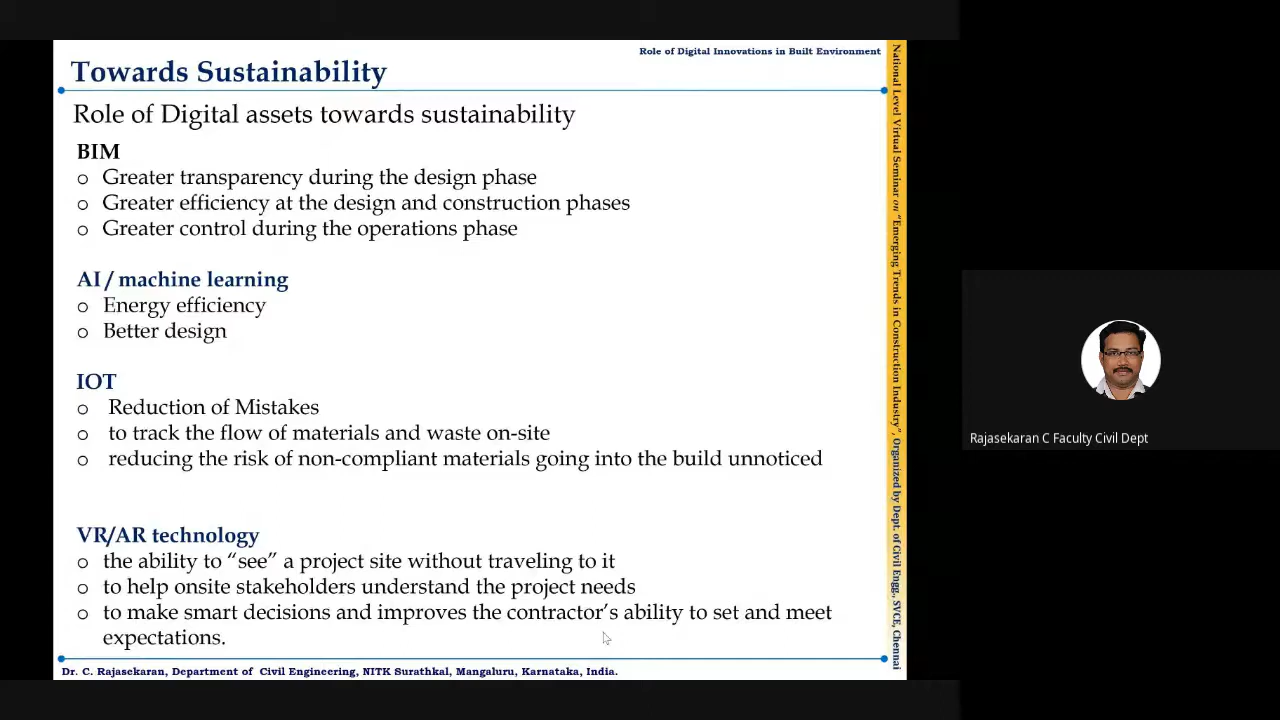 Role of Digital Innovations in Built Environment
Towards Sustainability
Role of Digital assets towards sustainability
BIM
o Greater transparency during the design phase
o Greater efficiency at the design and construction phases
o Greater control during the operations phase
AI / machine learning
o Energy efficiency
o Better design
IOT
o Reduction of Mistakes
o to track the flow of materials and waste on-site
o reducing the risk of non-compliant materials going into the build unnoticed
VR/AR technology
o the ability to “see” a project site without traveling to it
o to help onsite stakeholders understand the project needs
o to make smart decisions and improves the contractor’s ability to set and meet
expectations.
Dr. C. Rajasekaran, Department of Civil Engineering, NITK Surathkal, Mangaluru, Karnataka, India.
National Level Virtual Seminar on “Emerging Trends in Construction Industry”, Organized by Dept. of Civil Engg., SVCE, Chennai
Rajasekaran C Faculty Civil Dept